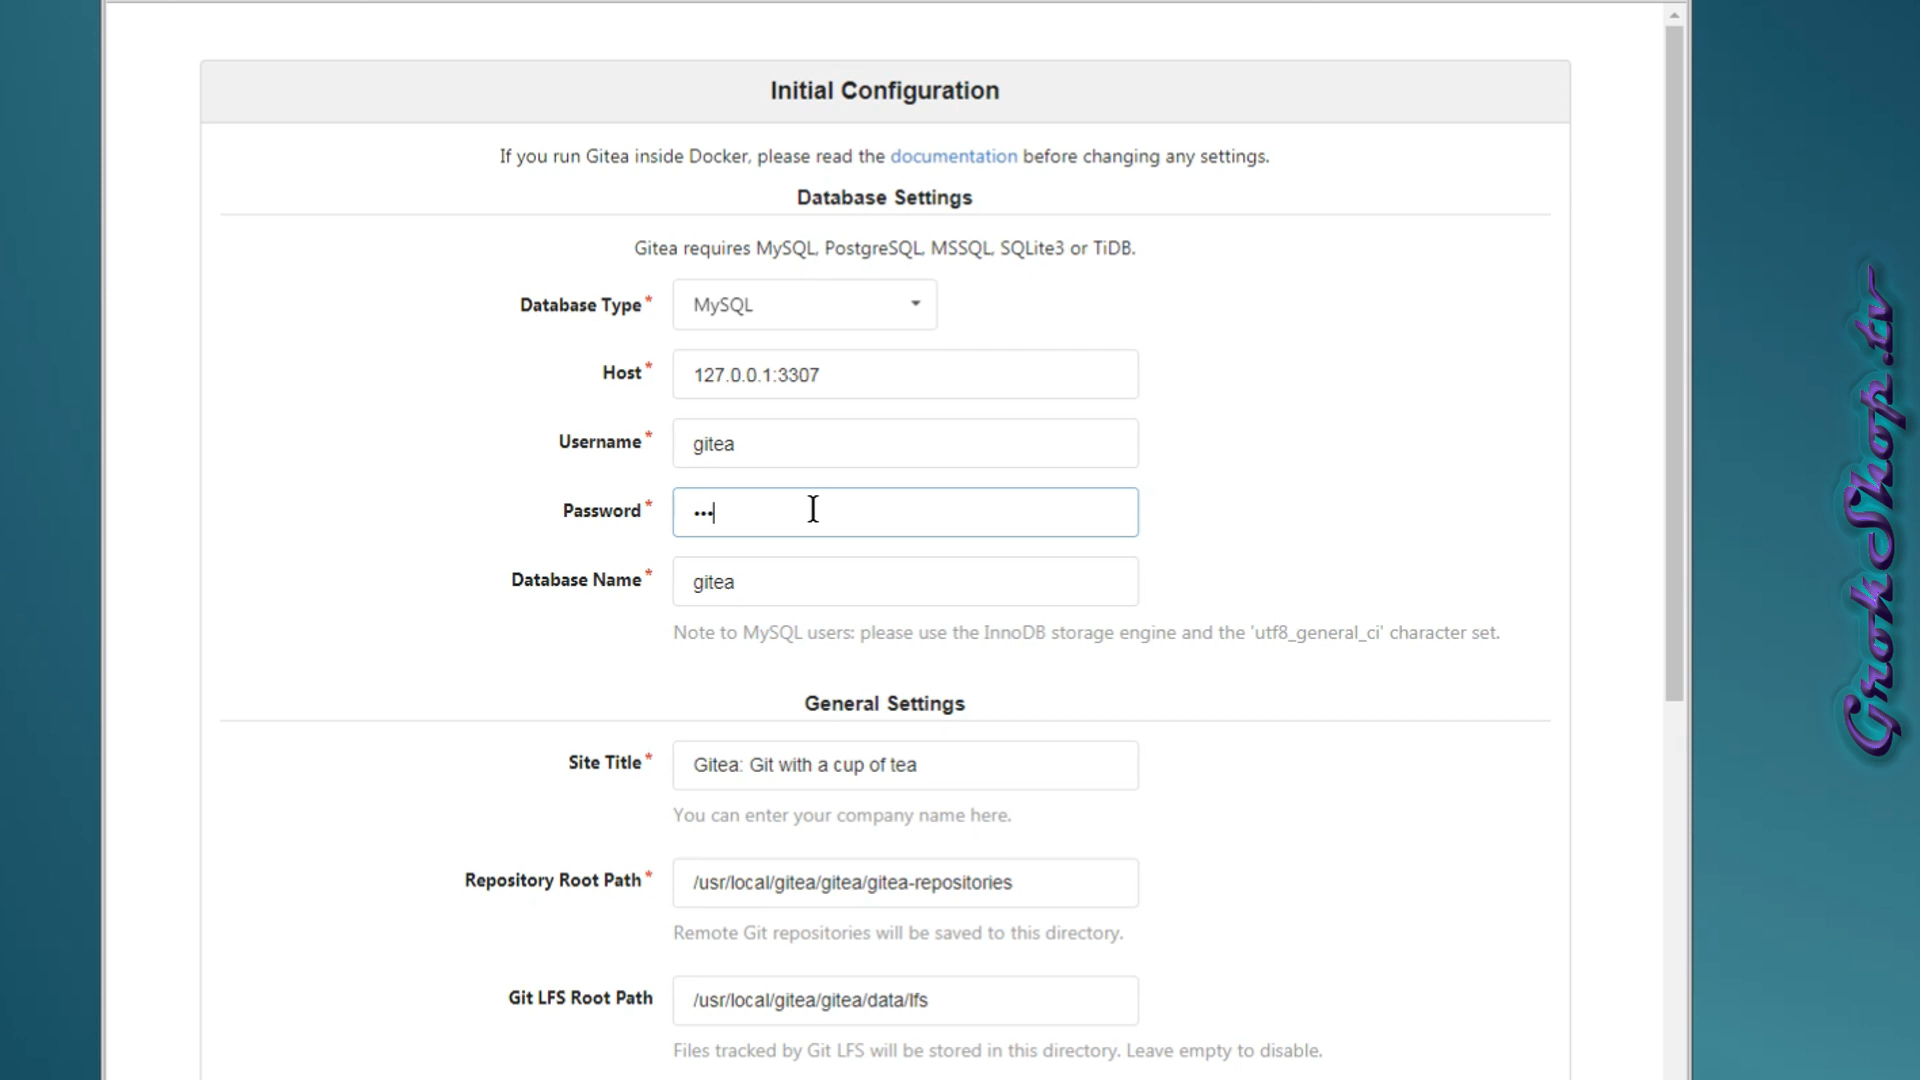 Initial Configuration
If you run Gitea inside Docker, please read the documentation before changing any settings.
Database Settings
Gitea requires MySQL, PostgreSQL, MSSQL, SQLite3 or TiDB.
Database Type* MySQL
Host* 127.0.0.1:3307
Username* gitea
Password* •••
Database Name* gitea
Note to MySQL users: please use the InnoDB storage engine and the 'utf8_general_ci' character set.
General Settings
Site Title* Gitea: Git with a cup of tea
You can enter your company name here.
Repository Root Path* /usr/local/gitea/gitea/gitea-repositories
Remote Git repositories will be saved to this directory.
Git LFS Root Path /usr/local/gitea/gitea/data/lfs
Files tracked by Git LFS will be stored in this directory. Leave empty to disable.
GrokShop.tv